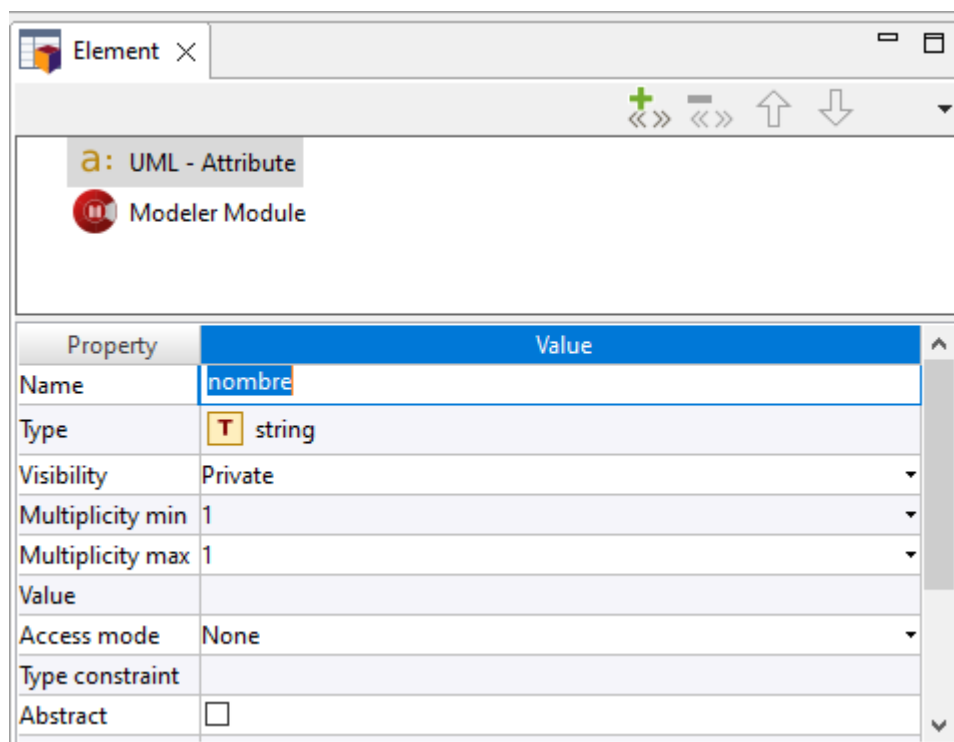 Element
a: UML - Attribute
Modeler Module
Property Value
Name nombre
Type T string
Visibility Private
Multiplicity min 1
Multiplicity max 1
Value
Access mode None
Type constraint
Abstract